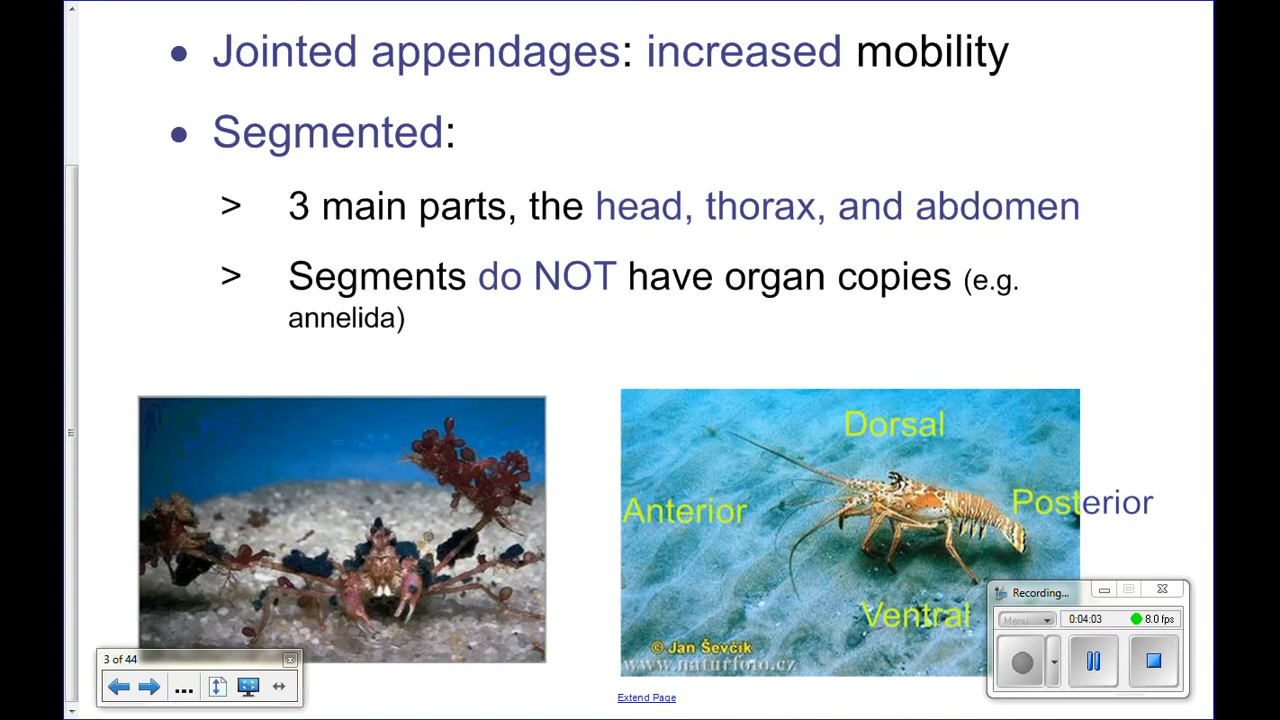 • Jointed appendages: increased mobility
• Segmented:
> 3 main parts, the head, thorax, and abdomen
> Segments do NOT have organ copies (e.g.
annelida)
Dorsal
Anterior
Posterior
Ventral
© Jan Ševčik
www.naturfoto.cz
Recording...
Menu
0:04:03
8.0 fps
3 of 44
...
Extend Page